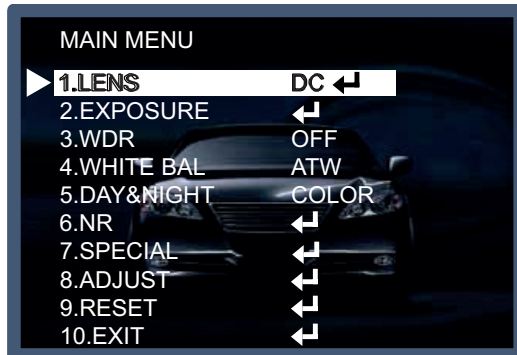 MAIN MENU
1.LENS DC ↵
2.EXPOSURE ↵
3.WDR OFF
4.WHITE BAL ATW
5.DAY&NIGHT COLOR
6.NR ↵
7.SPECIAL ↵
8.ADJUST ↵
9.RESET ↵
10.EXIT ↵